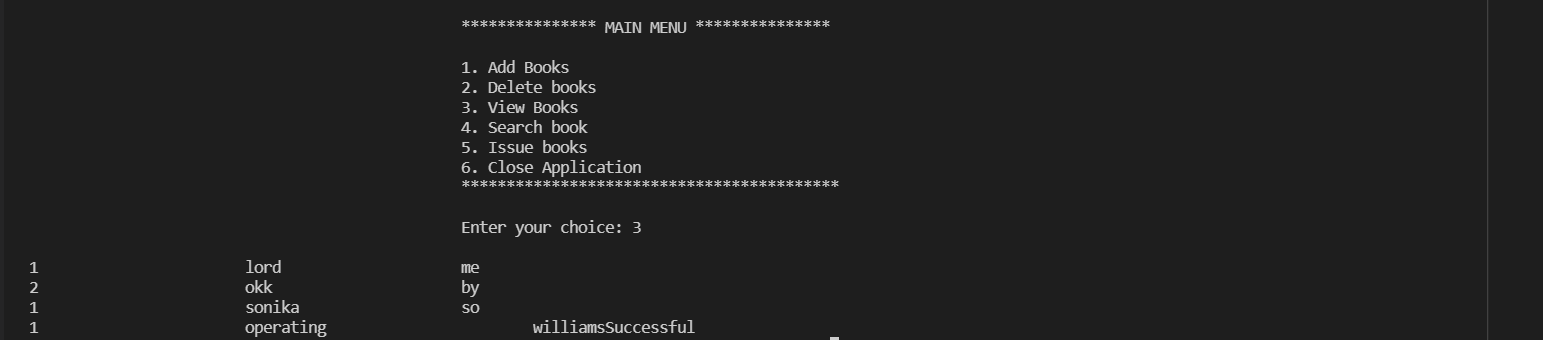 *************** MAIN MENU ***************
1. Add Books
2. Delete books
3. View Books
4. Search book
5. Issue books
6. Close Application
******************************************
Enter your choice: 3
1 lord me
2 okk by
1 sonika so
1 operating williamsSuccessful